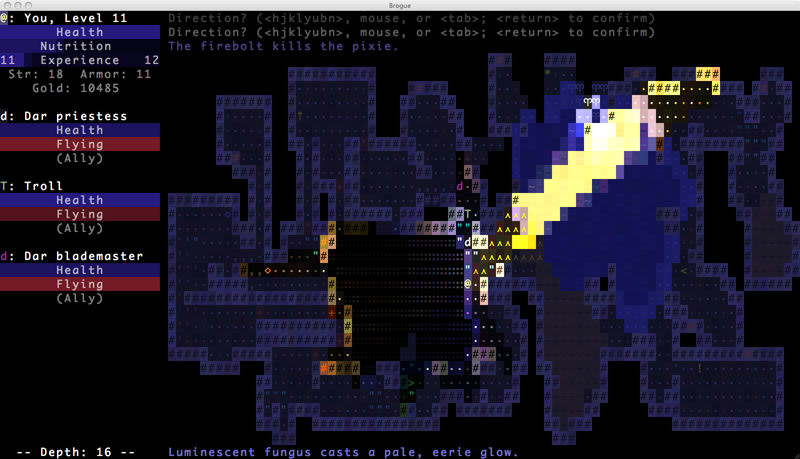 Brogue
@: You, Level 11
Health
Nutrition
11 Experience 12
Str: 18 Armor: 11
Gold: 10485
d: Dar priestess
Health
Flying
(Ally)
T: Troll
Health
Flying
(Ally)
d: Dar blademaster
Health
Flying
(Ally)
-- Depth: 16 --
Direction? (<hjklyubn>, mouse, or <tab>; <return> to confirm)
Direction? (<hjklyubn>, mouse, or <tab>; <return> to confirm)
The firebolt kills the pixie.
Luminescent fungus casts a pale, eerie glow.